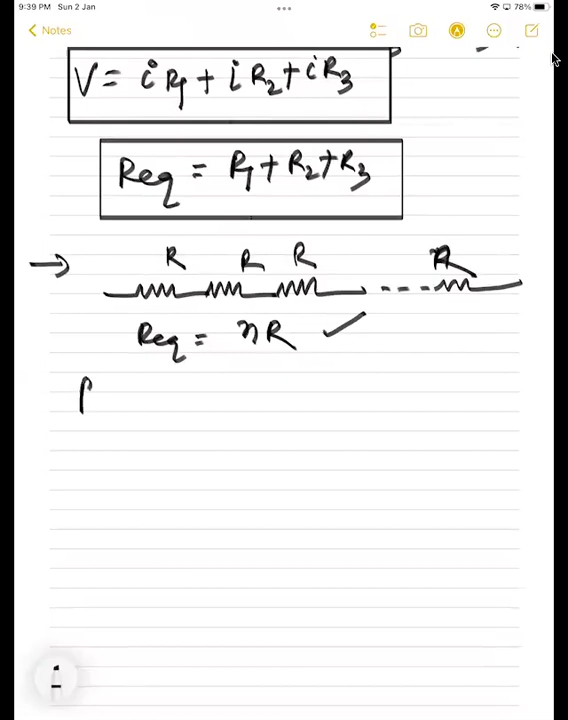 9:39 PM Sun 2 Jan 78%
Notes
V = iR1 + iR2 + iR3
Req = R1 + R2 + R3
→ R R R R
Req = nR ✓